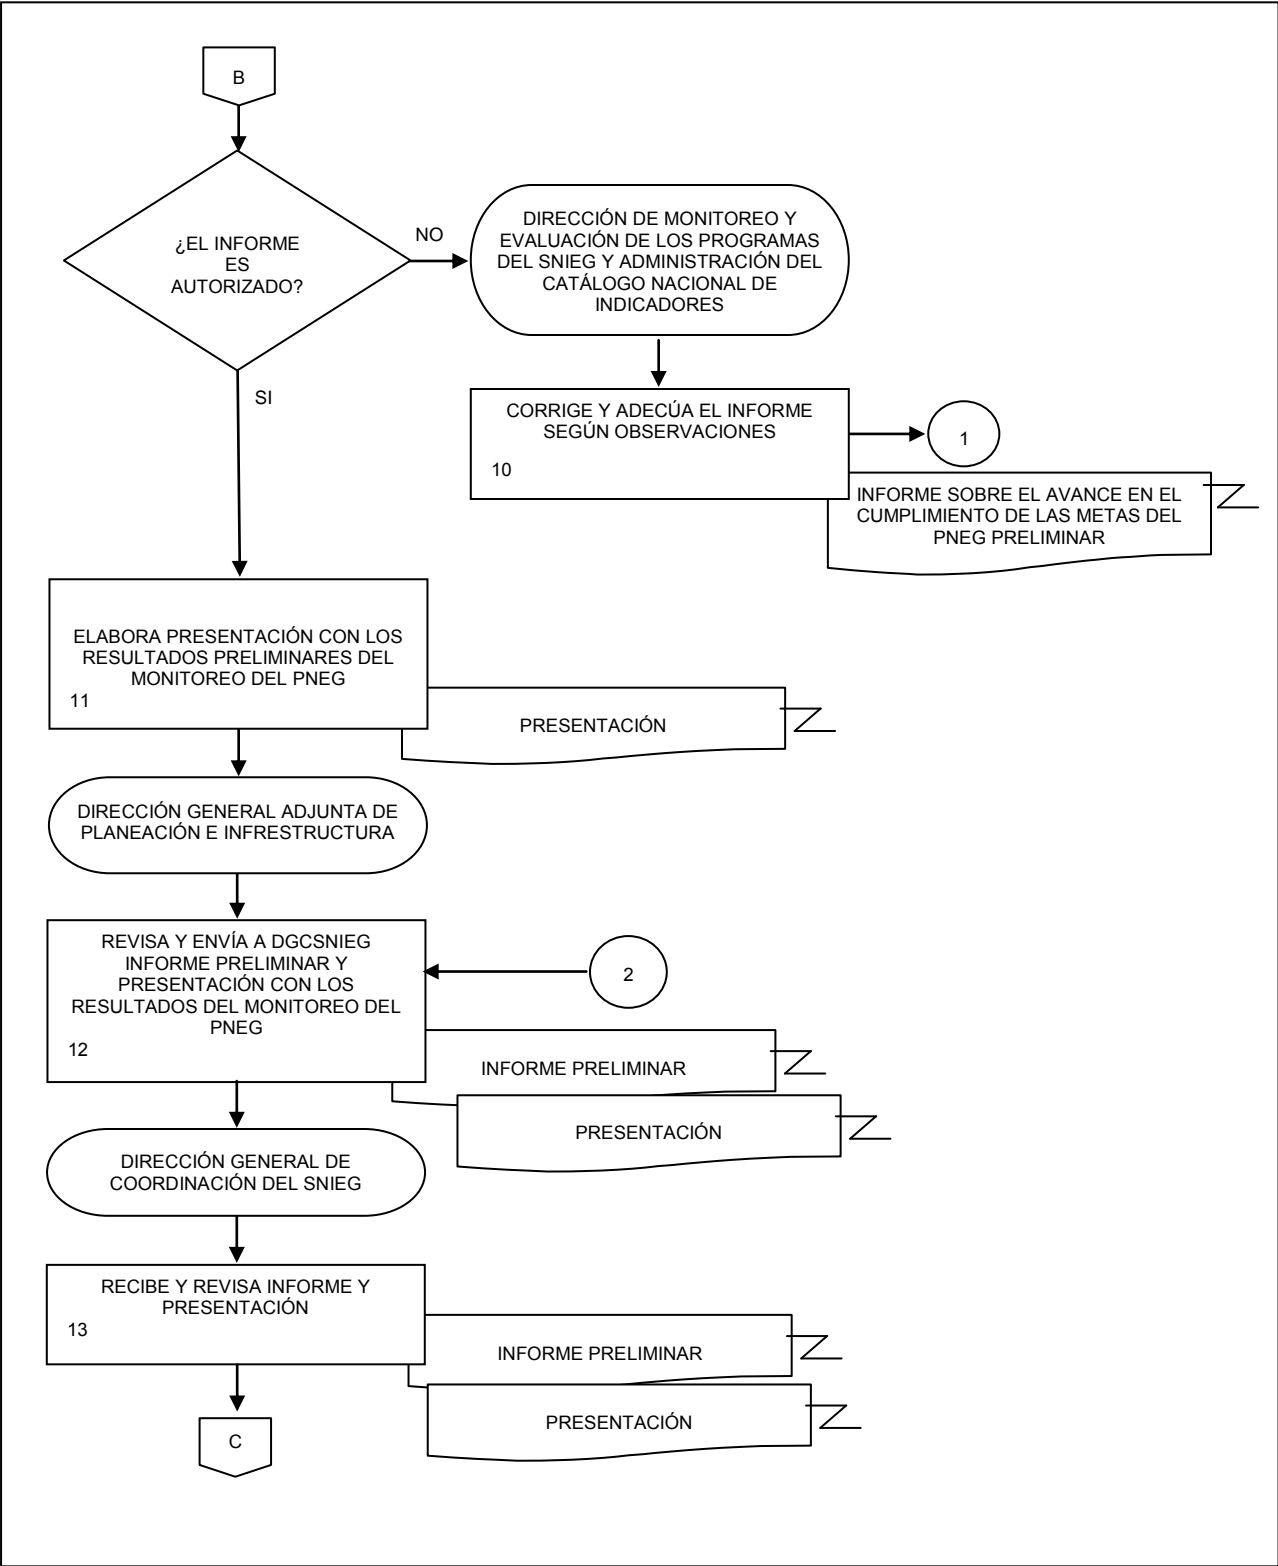 B
¿EL INFORME
ES
AUTORIZADO?
NO
DIRECCIÓN DE MONITOREO Y
EVALUACIÓN DE LOS PROGRAMAS
DEL SNIEG Y ADMINISTRACIÓN DEL
CATÁLOGO NACIONAL DE
INDICADORES
SI
CORRIGE Y ADECÚA EL INFORME
SEGÚN OBSERVACIONES
10
1
INFORME SOBRE EL AVANCE EN EL
CUMPLIMIENTO DE LAS METAS DEL
PNEG PRELIMINAR
ELABORA PRESENTACIÓN CON LOS
RESULTADOS PRELIMINARES DEL
MONITOREO DEL PNEG
11
PRESENTACIÓN
DIRECCIÓN GENERAL ADJUNTA DE
PLANEACIÓN E INFRESTRUCTURA
REVISA Y ENVÍA A DGCSNIEG
INFORME PRELIMINAR Y
PRESENTACIÓN CON LOS
RESULTADOS DEL MONITOREO DEL
PNEG
12
2
INFORME PRELIMINAR
PRESENTACIÓN
DIRECCIÓN GENERAL DE
COORDINACIÓN DEL SNIEG
RECIBE Y REVISA INFORME Y
PRESENTACIÓN
13
INFORME PRELIMINAR
PRESENTACIÓN
C